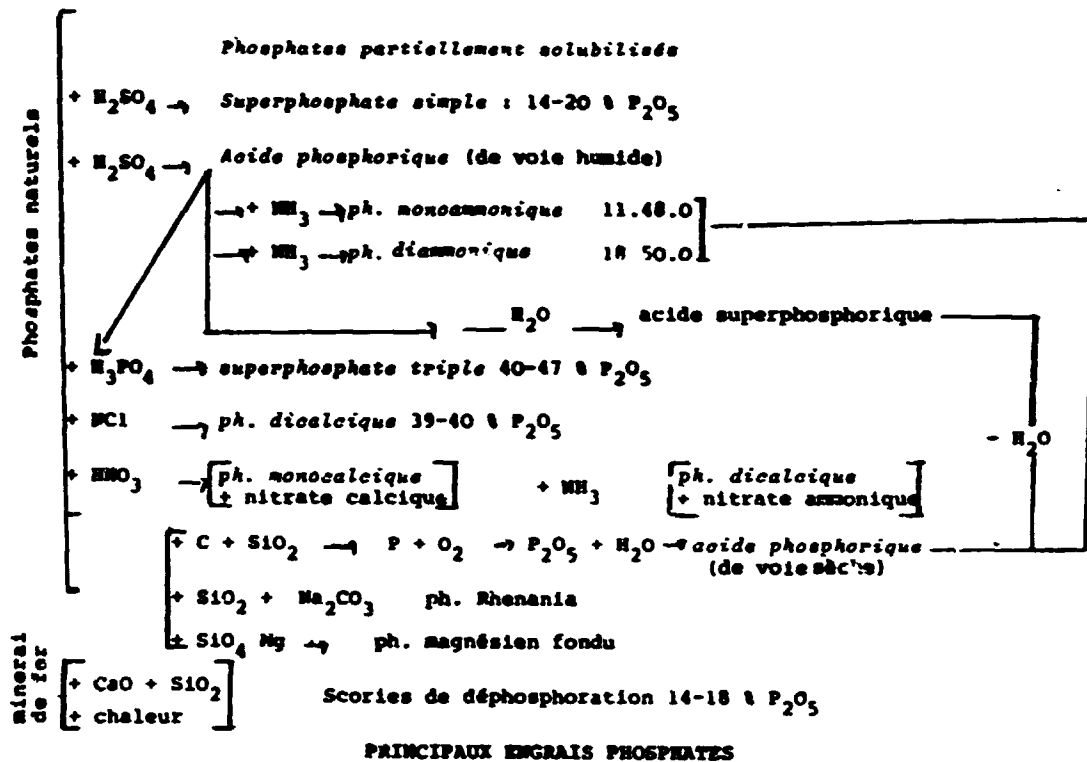 Phosphates naturels
Phosphates partiellement solubilisés
+ H2SO4 → Superphosphate simple : 14-20 % P2O5
+ H2SO4 → Acide phosphorique (de voie humide)
→ + NH3 → ph. monoammonique 11.48.0
→ + NH3 → ph. diammonique 18 50.0
— H2O → acide superphosphorique
+ H3PO4 → superphosphate triple 40-47 % P2O5
+ HCl → ph. dicalcique 39-40 % P2O5
- H2O
+ HNO3 → [ph. monocalcique + NH3 [ph. dicalcique
+ nitrate calcique] + nitrate ammonique]
+ C + SiO2 → P + O2 → P2O5 + H2O → acide phosphorique
(de voie sèche)
+ SiO2 + Na2CO3 ph. Rhenania
+ SiO4 Mg → ph. magnésien fondu
minerai
de fer
+ CaO + SiO2
+ chaleur
Scories de déphosphoration 14-18 % P2O5
PRINCIPAUX ENGRAIS PHOSPHATES